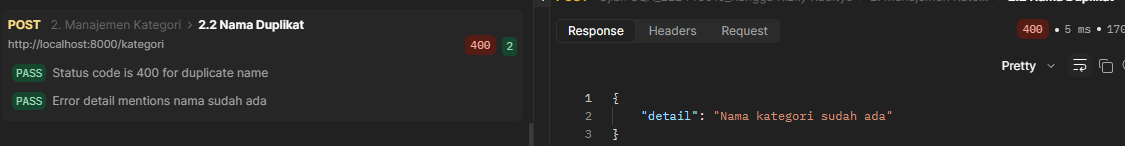 POST 2. Manajemen Kategori > 2.2 Nama Duplikat
http://localhost:8000/kategori 400 2
PASS Status code is 400 for duplicate name
PASS Error detail mentions nama sudah ada
Response Headers Request 400 • 5 ms • 170
Pretty
1 {
2 "detail": "Nama kategori sudah ada"
3 }